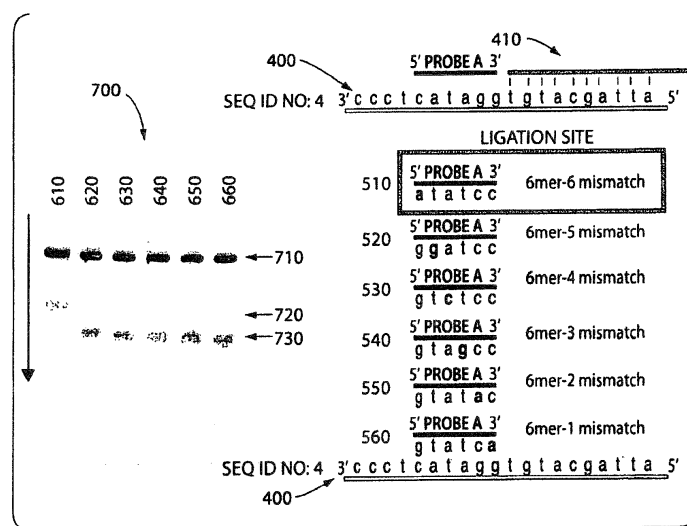 410
400
5' PROBE A 3'
SEQ ID NO: 4 3' c c c t c a t a g g t g t a c g a t t a 5'
700
LIGATION SITE
610 620 630 640 650 660
510 5' PROBE A 3' 6mer-6 mismatch
a t a t c c
520 5' PROBE A 3' 6mer-5 mismatch
g g a t c c
710
530 5' PROBE A 3' 6mer-4 mismatch
g t c t c c
720
730
540 5' PROBE A 3' 6mer-3 mismatch
g t a g c c
550 5' PROBE A 3' 6mer-2 mismatch
g t a t a c
560 5' PROBE A 3' 6mer-1 mismatch
g t a t c a
SEQ ID NO: 4 3' c c c t c a t a g g t g t a c g a t t a 5'
400